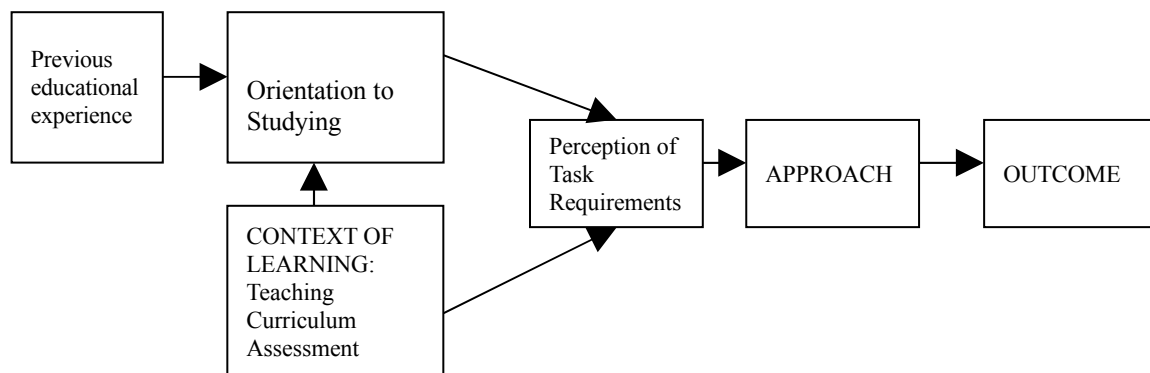 Previous
educational
experience
Orientation to
Studying
CONTEXT OF
LEARNING:
Teaching
Curriculum
Assessment
Perception of
Task
Requirements
APPROACH
OUTCOME